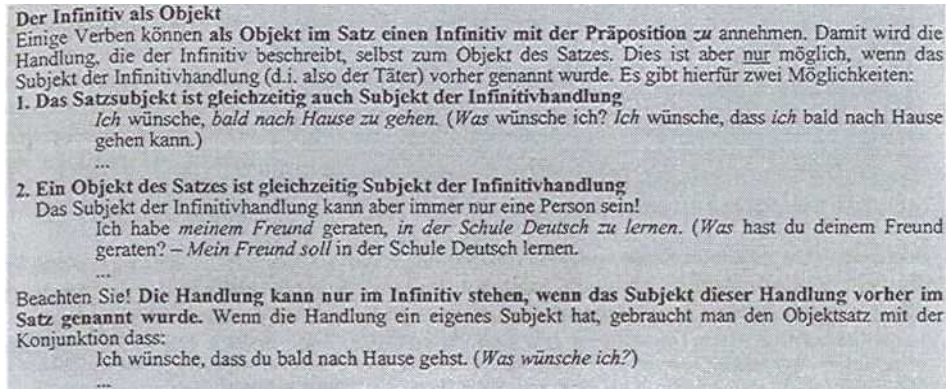 Der Infinitiv als Objekt
Einige Verben können als Objekt im Satz einen Infinitiv mit der Präposition zu annehmen. Damit wird die
Handlung, die der Infinitiv beschreibt, selbst zum Objekt des Satzes. Dies ist aber nur möglich, wenn das
Subjekt der Infinitivhandlung (d.i. also der Täter) vorher genannt wurde. Es gibt hierfür zwei Möglichkeiten:
1. Das Satzsubjekt ist gleichzeitig auch Subjekt der Infinitivhandlung
Ich wünsche, bald nach Hause zu gehen. (Was wünsche ich? Ich wünsche, dass ich bald nach Hause
gehen kann.)
...
2. Ein Objekt des Satzes ist gleichzeitig Subjekt der Infinitivhandlung
Das Subjekt der Infinitivhandlung kann aber immer nur eine Person sein!
Ich habe meinem Freund geraten, in der Schule Deutsch zu lernen. (Was hast du deinem Freund
geraten? – Mein Freund soll in der Schule Deutsch lernen.
...
Beachten Sie! Die Handlung kann nur im Infinitiv stehen, wenn das Subjekt dieser Handlung vorher im
Satz genannt wurde. Wenn die Handlung ein eigenes Subjekt hat, gebraucht man den Objektsatz mit der
Konjunktion dass:
Ich wünsche, dass du bald nach Hause gehst. (Was wünsche ich?)
...